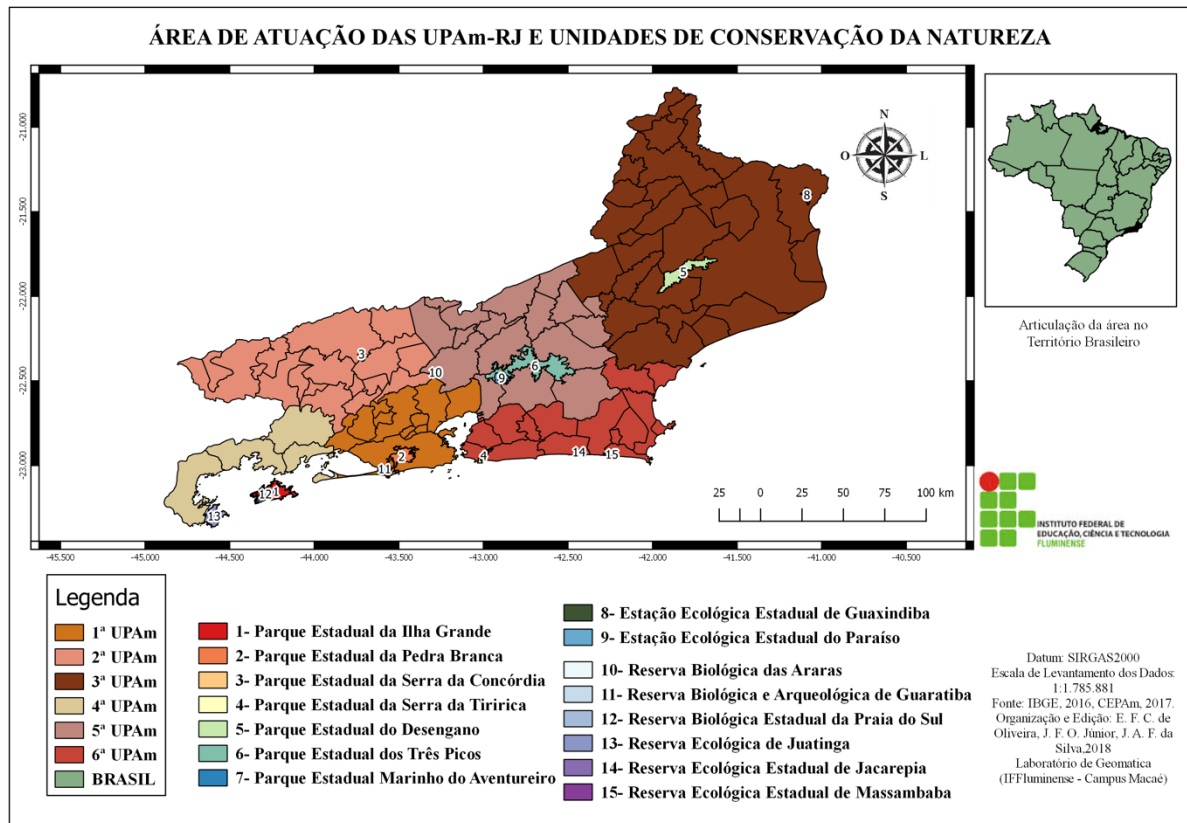 ÁREA DE ATUAÇÃO DAS UPAm-RJ E UNIDADES DE CONSERVAÇÃO DA NATUREZA
-21.000
-21.500
-22.000
-22.500
-23.000
-45.500
-45.000
-44.500
-44.000
-43.500
-43.000
-42.500
-42.000
-41.500
-41.000
-40.500
N
O
L
S
8
5
3
10
9
6
2
11
4
14
15
12
1
13
25 0 25 50 75 100 km
Articulação da área no
Território Brasileiro
INSTITUTO FEDERAL DE
EDUCAÇÃO, CIÊNCIA E TECNOLOGIA
FLUMINENSE
Legenda
1ª UPAm
2ª UPAm
3ª UPAm
4ª UPAm
5ª UPAm
6ª UPAm
BRASIL
1- Parque Estadual da Ilha Grande
2- Parque Estadual da Pedra Branca
3- Parque Estadual da Serra da Concórdia
4- Parque Estadual da Serra da Tiririca
5- Parque Estadual do Desengano
6- Parque Estadual dos Três Picos
7- Parque Estadual Marinho do Aventureiro
8- Estação Ecológica Estadual de Guaxindiba
9- Estação Ecológica Estadual do Paraíso
10- Reserva Biológica das Araras
11- Reserva Biológica e Arqueológica de Guaratiba
12- Reserva Biológica Estadual da Praia do Sul
13- Reserva Ecológica de Juatinga
14- Reserva Ecológica Estadual de Jacarepia
15- Reserva Ecológica Estadual de Massambaba
Datum: SIRGAS2000
Escala de Levantamento dos Dados:
1:1.785.881
Fonte: IBGE, 2016, CEPAm, 2017.
Organização e Edição: E. F. C. de
Oliveira, J. F. O. Júnior, J. A. F. da
Silva,2018
Laboratório de Geomatica
(IFFluminense - Campus Macaé)